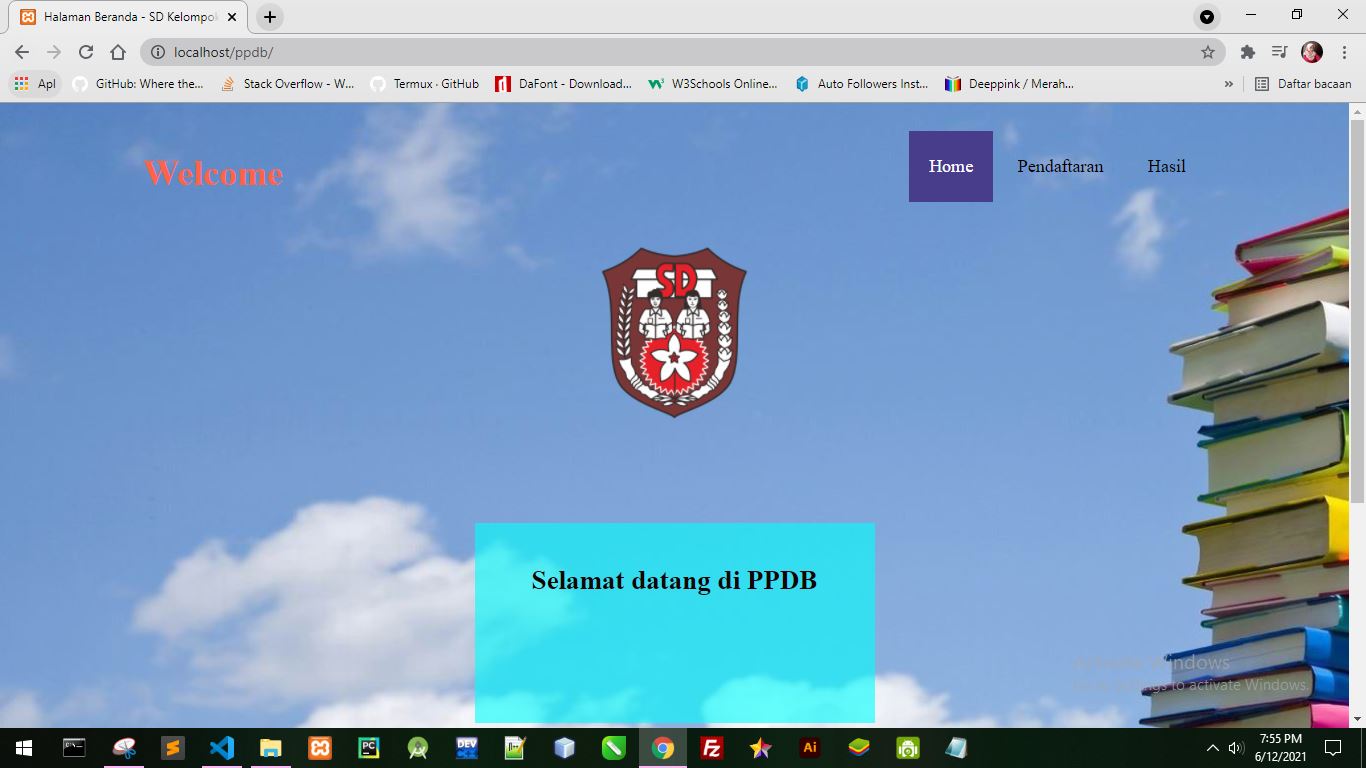 Halaman Beranda - SD Kelompok
localhost/ppdb/
Apl
GitHub: Where the...
Stack Overflow - W...
Termux · GitHub
DaFont - Download...
W3Schools Online...
Auto Followers Inst...
Deeppink / Merah...
»
Daftar bacaan
Welcome
Home
Pendaftaran
Hasil
SD
Selamat datang di PPDB
Activate Windows
Go to Settings to activate Windows.
7:55 PM
6/12/2021